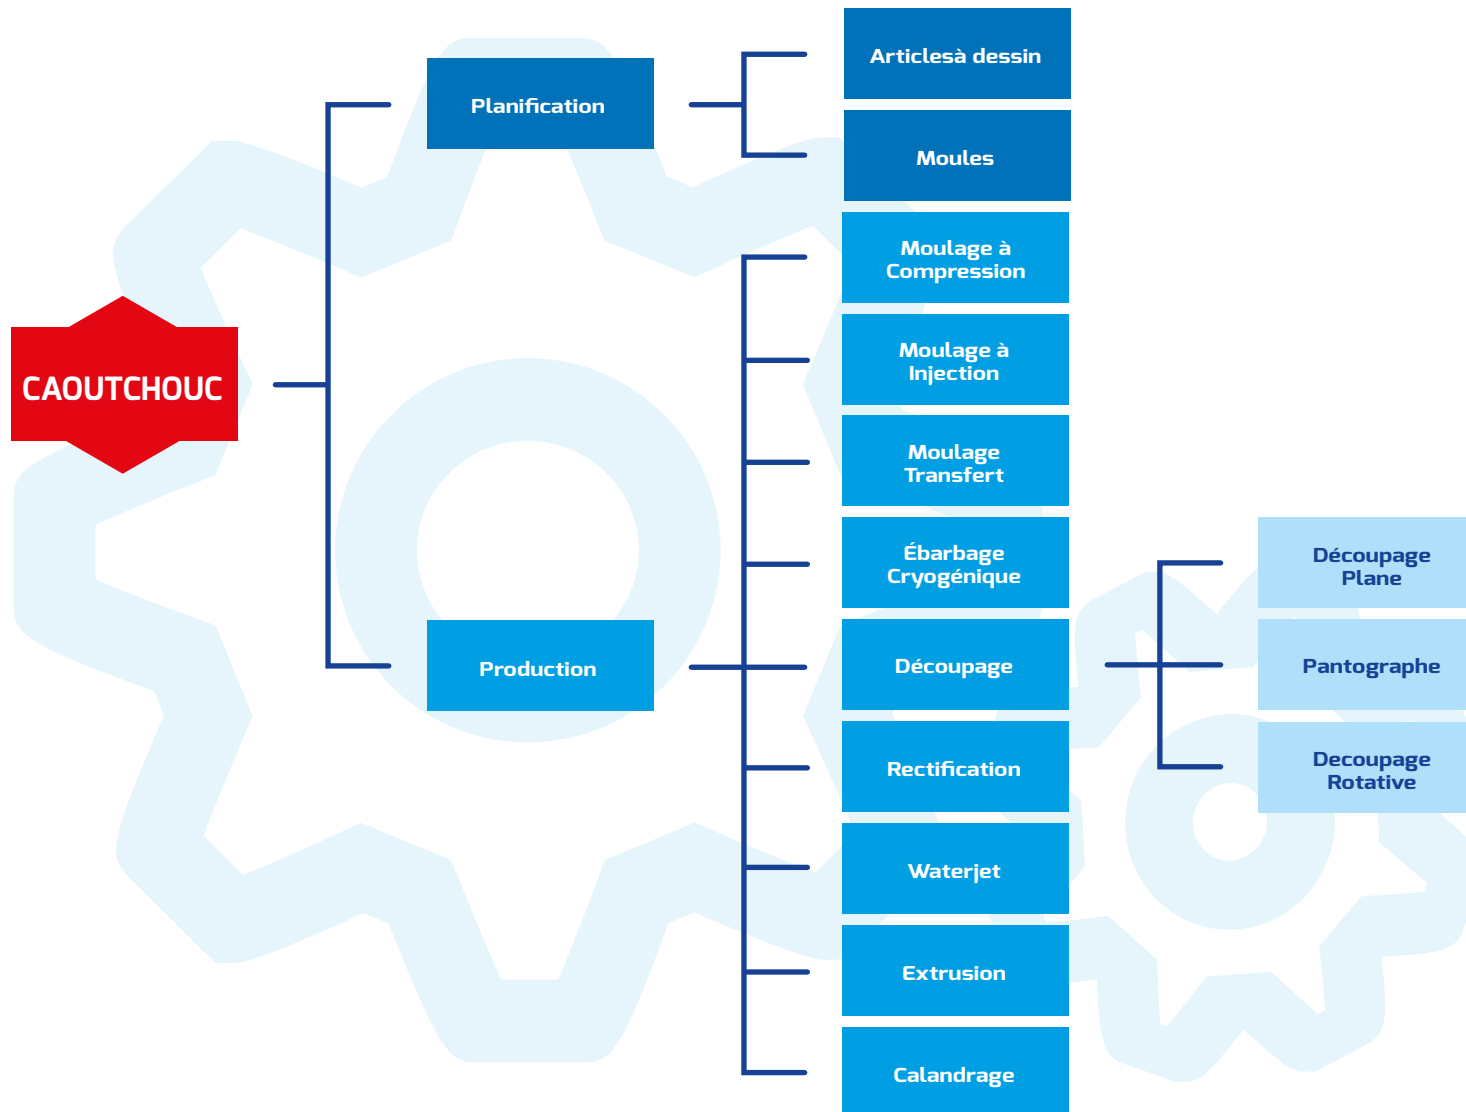 CAOUTCHOUC
Planification
Articlesà dessin
Moules
Production
Moulage à
Compression
Moulage à
Injection
Moulage
Transfert
Ébarbage
Cryogénique
Découpage
Découpage
Plane
Pantographe
Decoupage
Rotative
Rectification
Waterjet
Extrusion
Calandrage